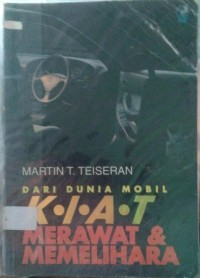 MARTIN T. TEISERAN
DARI DUNIA MOBIL
K·I·A·T
MERAWAT &
MEMELIHARA